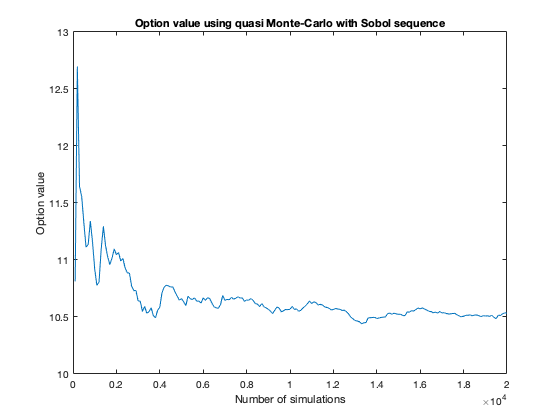 Option value using quasi Monte-Carlo with Sobol sequence
13
12.5
12
11.5
11
10.5
10
Option value
0 0.2 0.4 0.6 0.8 1 1.2 1.4 1.6 1.8 2
Number of simulations
×10^4